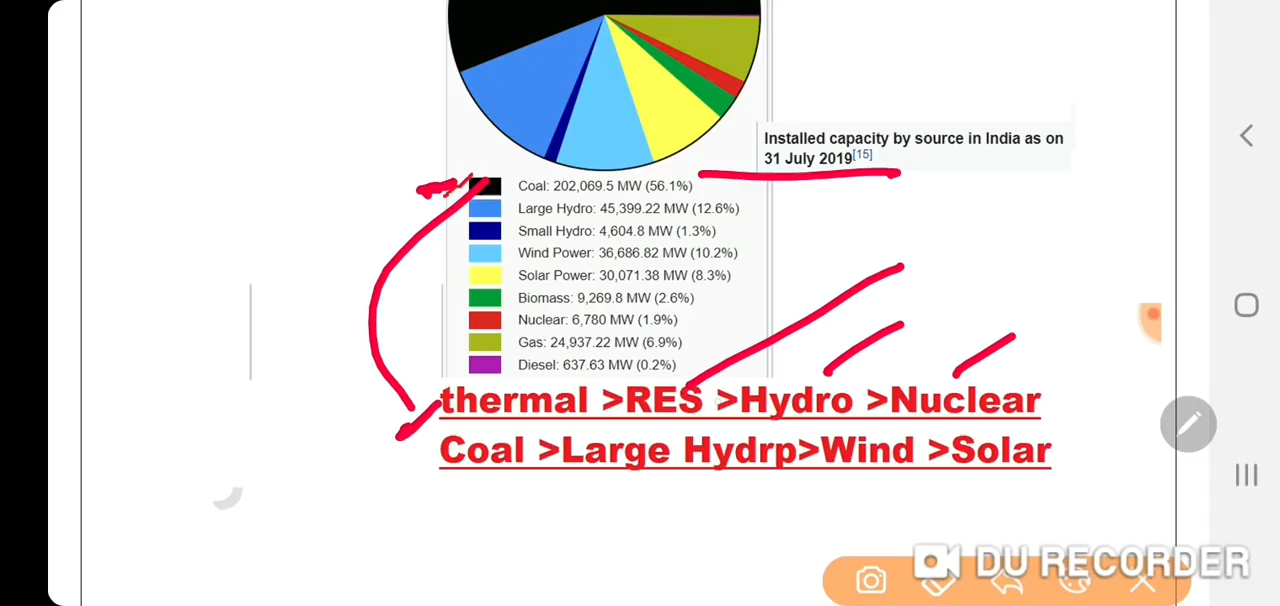 Installed capacity by source in India as on
31 July 2019[15]
Coal: 202,069.5 MW (56.1%)
Large Hydro: 45,399.22 MW (12.6%)
Small Hydro: 4,604.8 MW (1.3%)
Wind Power: 36,686.82 MW (10.2%)
Solar Power: 30,071.38 MW (8.3%)
Biomass: 9,269.8 MW (2.6%)
Nuclear: 6,780 MW (1.9%)
Gas: 24,937.22 MW (6.9%)
Diesel: 637.63 MW (0.2%)
thermal >RES >Hydro >Nuclear
Coal >Large Hydrp>Wind >Solar
DU RECORDER